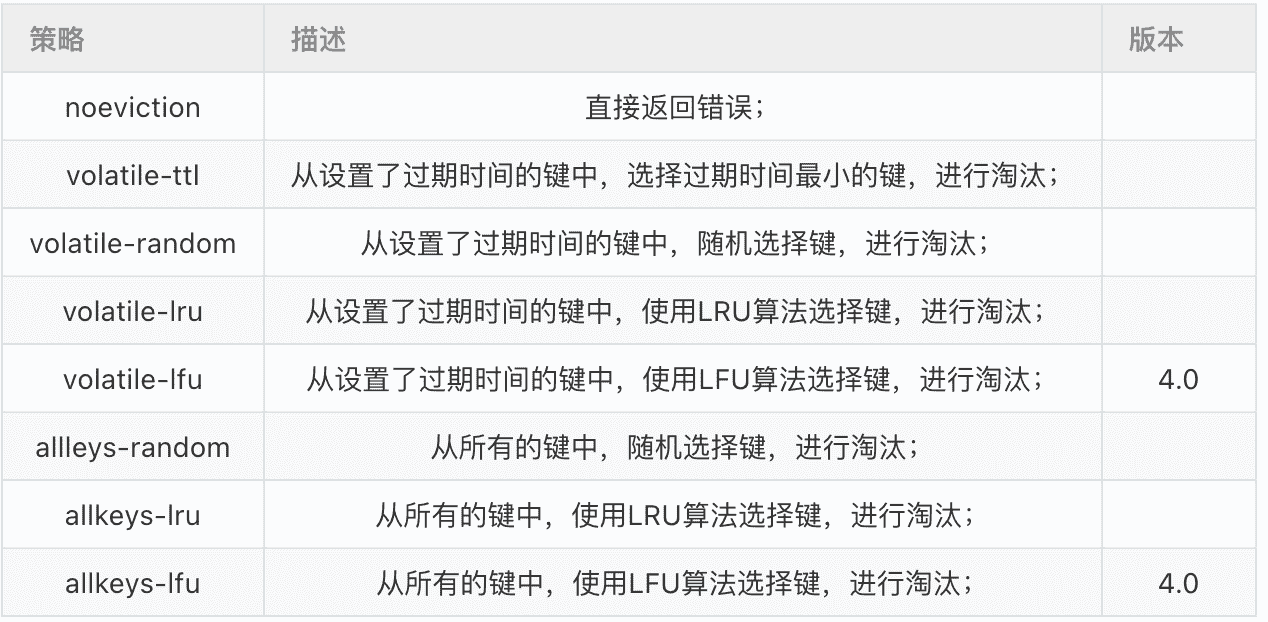 策略 描述 版本
noeviction 直接返回错误；
volatile-ttl 从设置了过期时间的键中，选择过期时间最小的键，进行淘汰；
volatile-random 从设置了过期时间的键中，随机选择键，进行淘汰；
volatile-lru 从设置了过期时间的键中，使用LRU算法选择键，进行淘汰；
volatile-lfu 从设置了过期时间的键中，使用LFU算法选择键，进行淘汰； 4.0
allleys-random 从所有的键中，随机选择键，进行淘汰；
allkeys-lru 从所有的键中，使用LRU算法选择键，进行淘汰；
allkeys-lfu 从所有的键中，使用LFU算法选择键，进行淘汰； 4.0